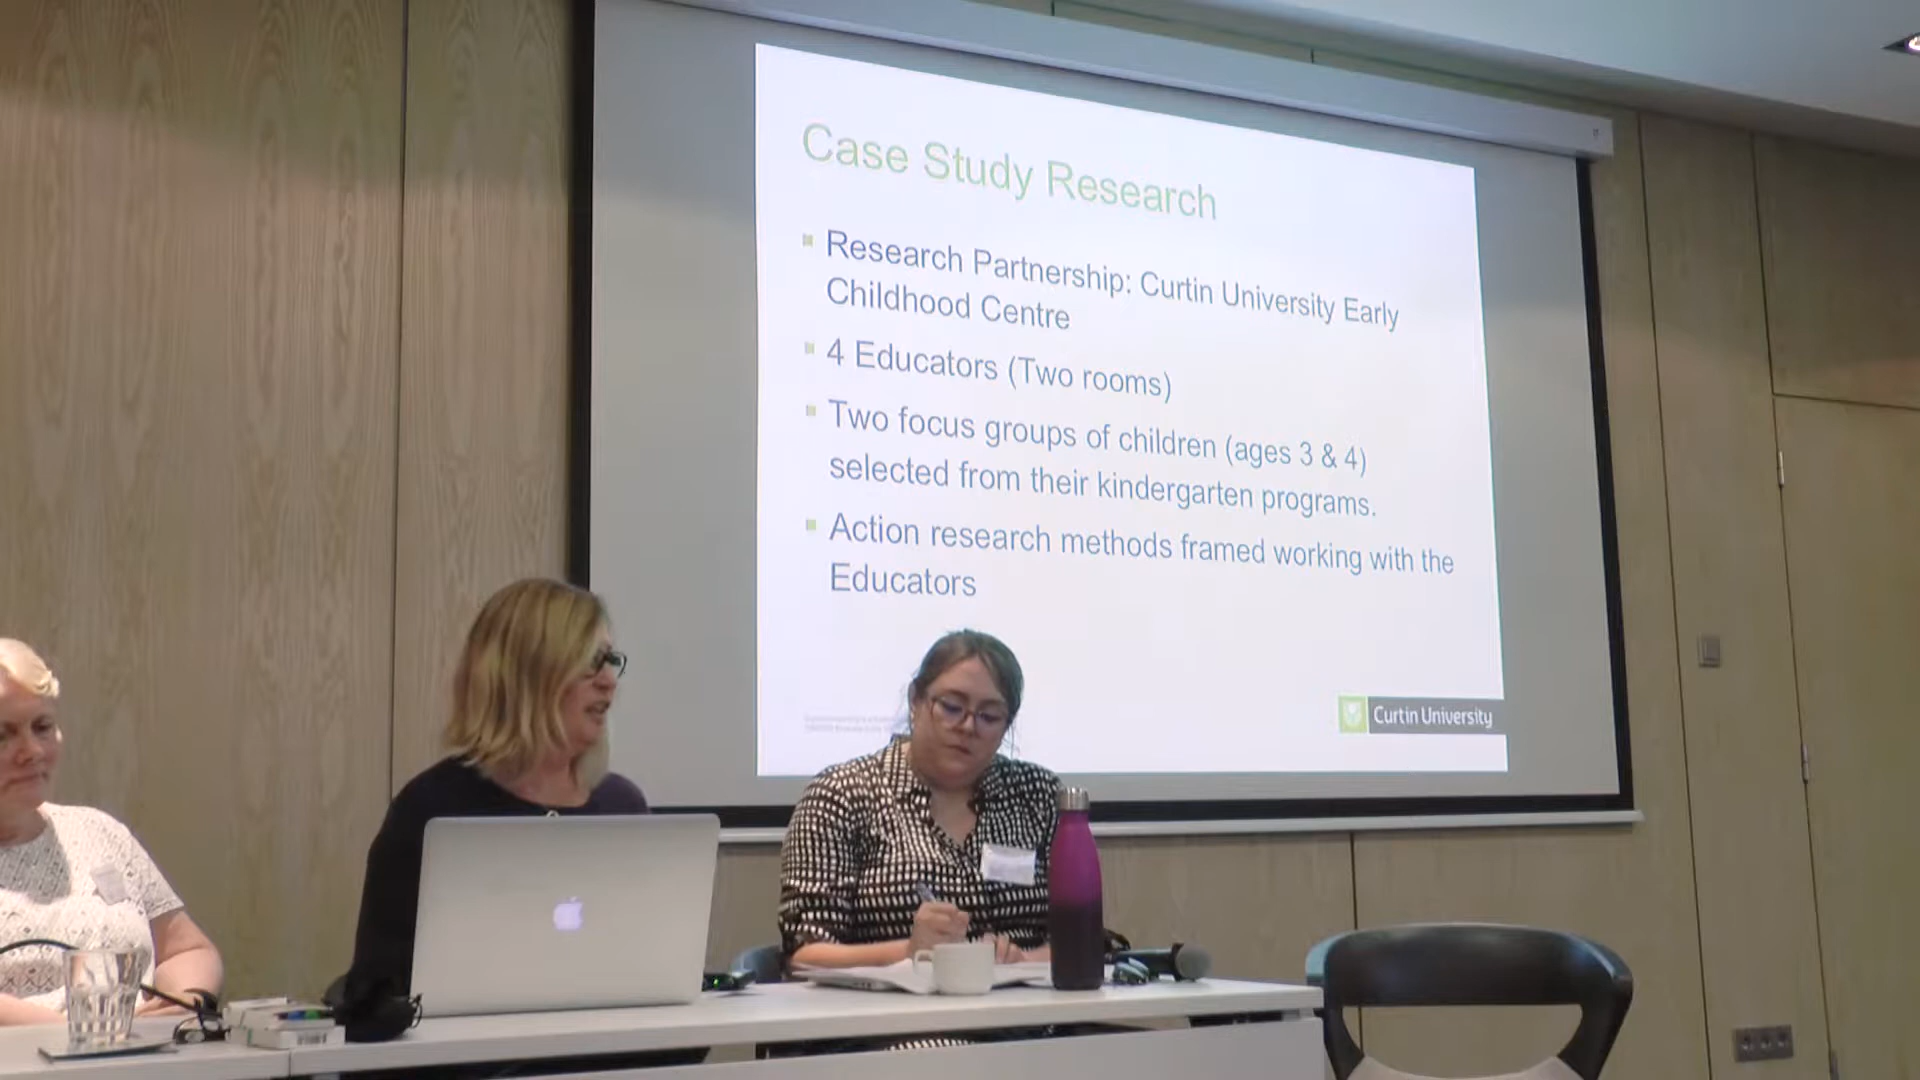 Case Study Research
Research Partnership: Curtin University Early
Childhood Centre
4 Educators (Two rooms)
Two focus groups of children (ages 3 & 4)
selected from their kindergarten programs.
Action research methods framed working with the
Educators
Curtin University